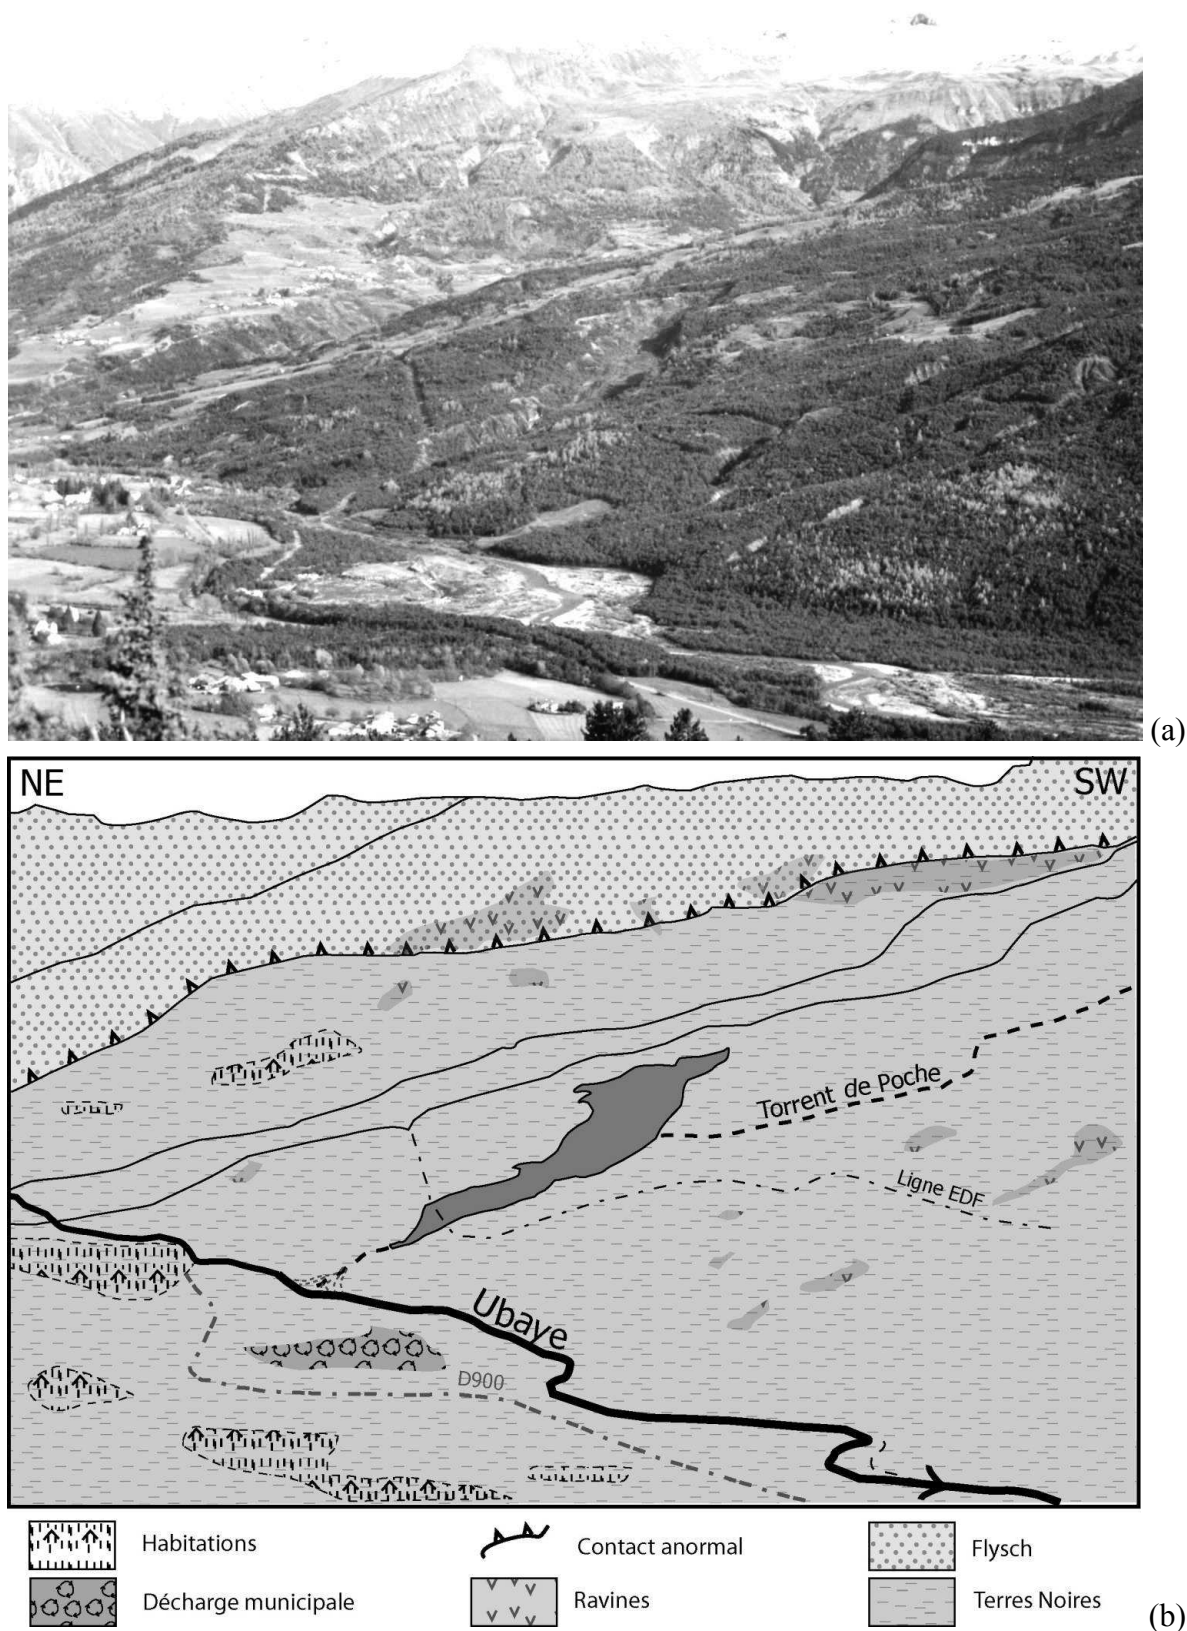 (a)
NE SW
Torrent de Poche
Ligne EDF
Ubaye
D900
Habitations
Contact anormal
Flysch
Décharge municipale
Ravines
Terres Noires
(b)